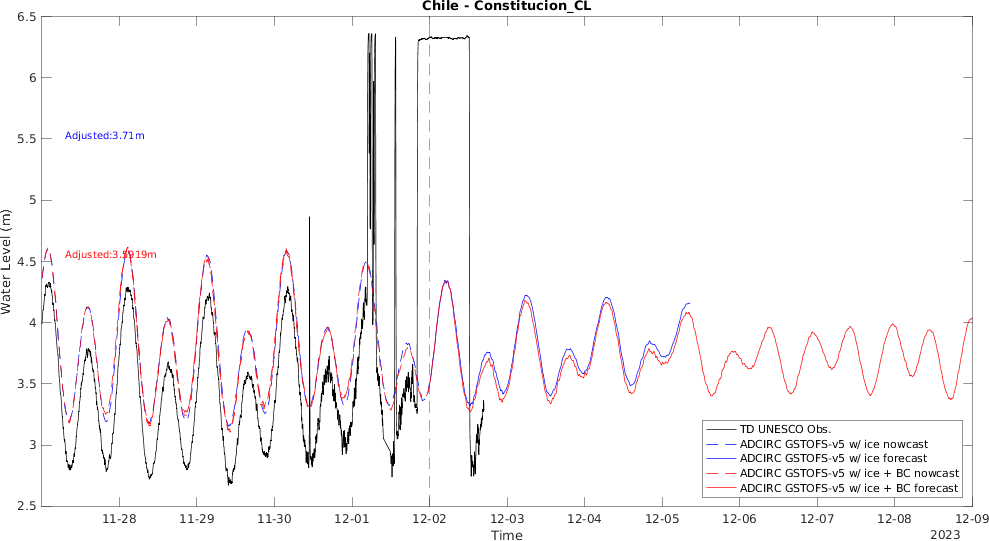 Chile - Constitucion_CL
Water Level (m)
6.5
6
5.5
5
4.5
4
3.5
3
2.5
Adjusted:3.71m
Adjusted:3.5919m
TD UNESCO Obs.
ADCIRC GSTOFS-v5 w/ ice nowcast
ADCIRC GSTOFS-v5 w/ ice forecast
ADCIRC GSTOFS-v5 w/ ice + BC nowcast
ADCIRC GSTOFS-v5 w/ ice + BC forecast
11-28 11-29 11-30 12-01 12-02 12-03 12-04 12-05 12-06 12-07 12-08 12-09
Time
2023